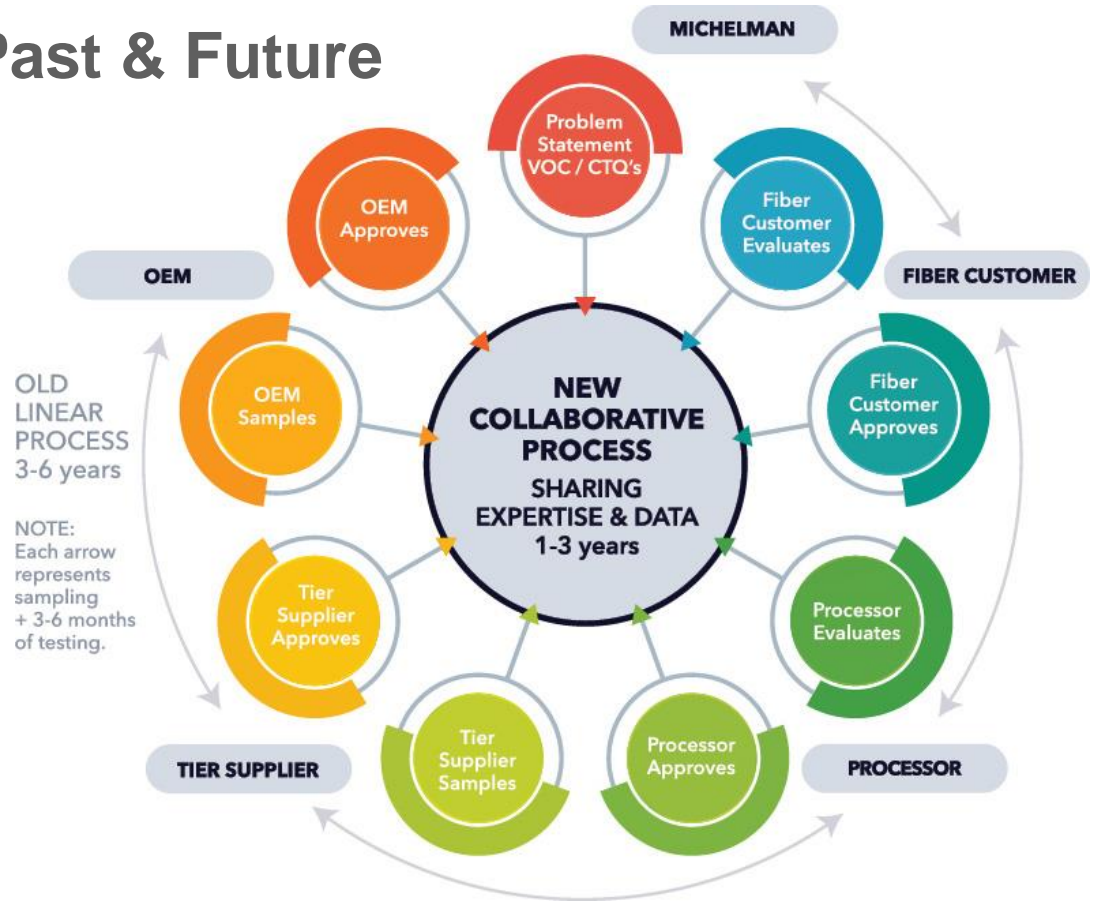 Past & Future
MICHELMAN
Problem
Statement
VOC / CTQ's
Fiber
Customer
Evaluates
FIBER CUSTOMER
Fiber
Customer
Approves
Processor
Evaluates
PROCESSOR
Processor
Approves
Tier
Supplier
Samples
TIER SUPPLIER
Tier
Supplier
Approves
OEM
Samples
OEM
OEM
Approves
NEW
COLLABORATIVE
PROCESS
SHARING
EXPERTISE & DATA
1-3 years
OLD
LINEAR
PROCESS
3-6 years
NOTE:
Each arrow
represents
sampling
+ 3-6 months
of testing.